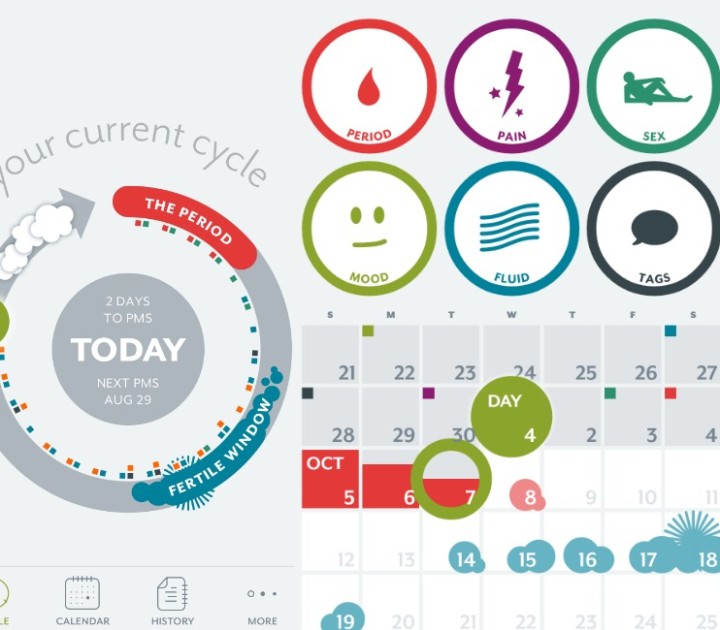 your current cycle
THE PERIOD
2 DAYS
TO PMS
TODAY
NEXT PMS
AUG 29
FERTILE WINDOW
CALENDAR
HISTORY
MORE
PERIOD
PAIN
SEX
MOOD
FLUID
TAGS
S M T W T F S
21 22 23 24 25 26 27
28 29 30 DAY 4 2 3 4
OCT 5 6 7 8 9 10 11
12 13 14 15 16 17 18
19 20 21 22 23 24 25